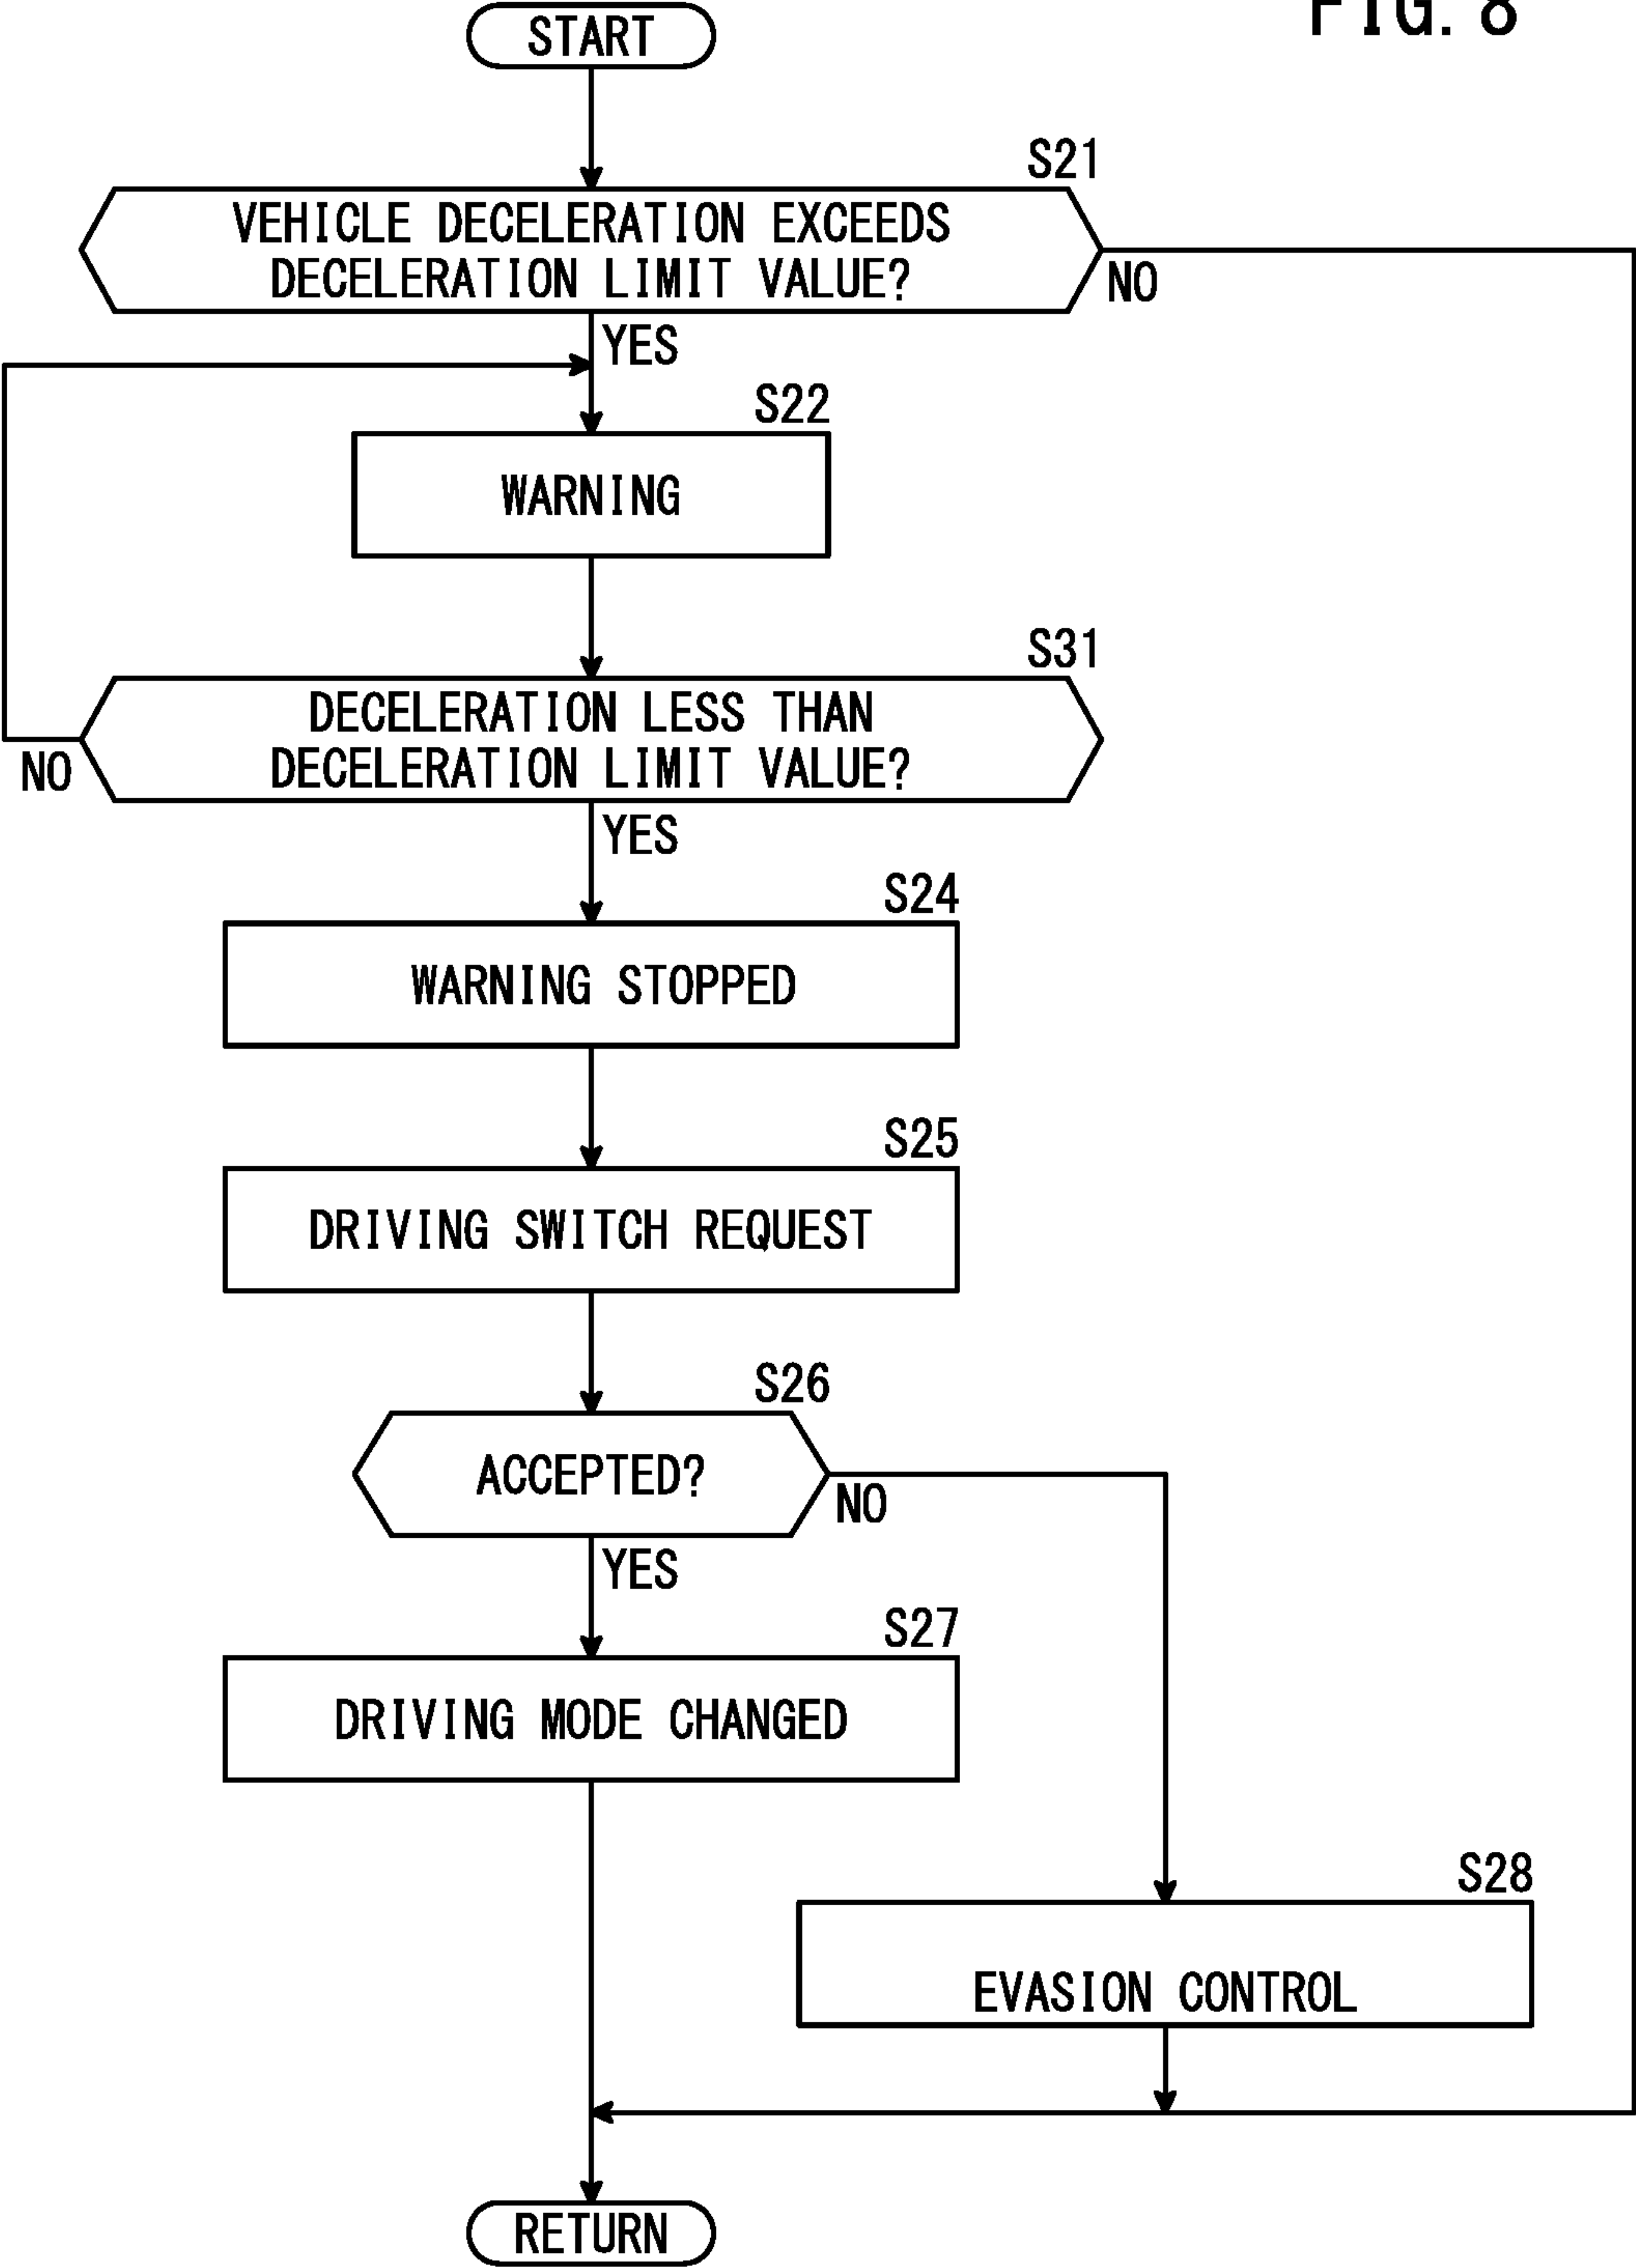 FIG. 8
START
S21
VEHICLE DECELERATION EXCEEDS
DECELERATION LIMIT VALUE?
NO
YES
S22
WARNING
S31
DECELERATION LESS THAN
DECELERATION LIMIT VALUE?
NO
YES
S24
WARNING STOPPED
S25
DRIVING SWITCH REQUEST
S26
ACCEPTED?
NO
YES
S27
DRIVING MODE CHANGED
S28
EVASION CONTROL
RETURN